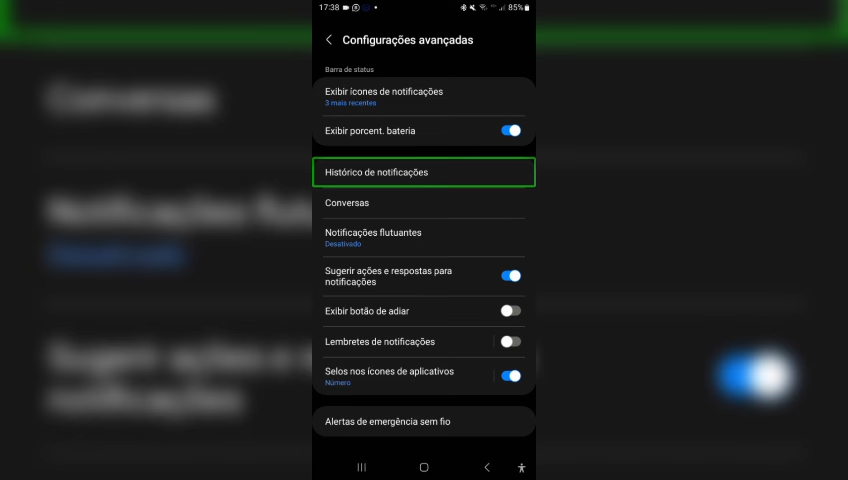 17:38
85%
Configurações avançadas
Barra de status
Exibir ícones de notificações
3 mais recentes
Exibir porcent. bateria
Histórico de notificações
Conversas
Notificações flutuantes
Desativado
Sugerir ações e respostas para
notificações
Exibir botão de adiar
Lembretes de notificações
Selos nos ícones de aplicativos
Número
Alertas de emergência sem fio